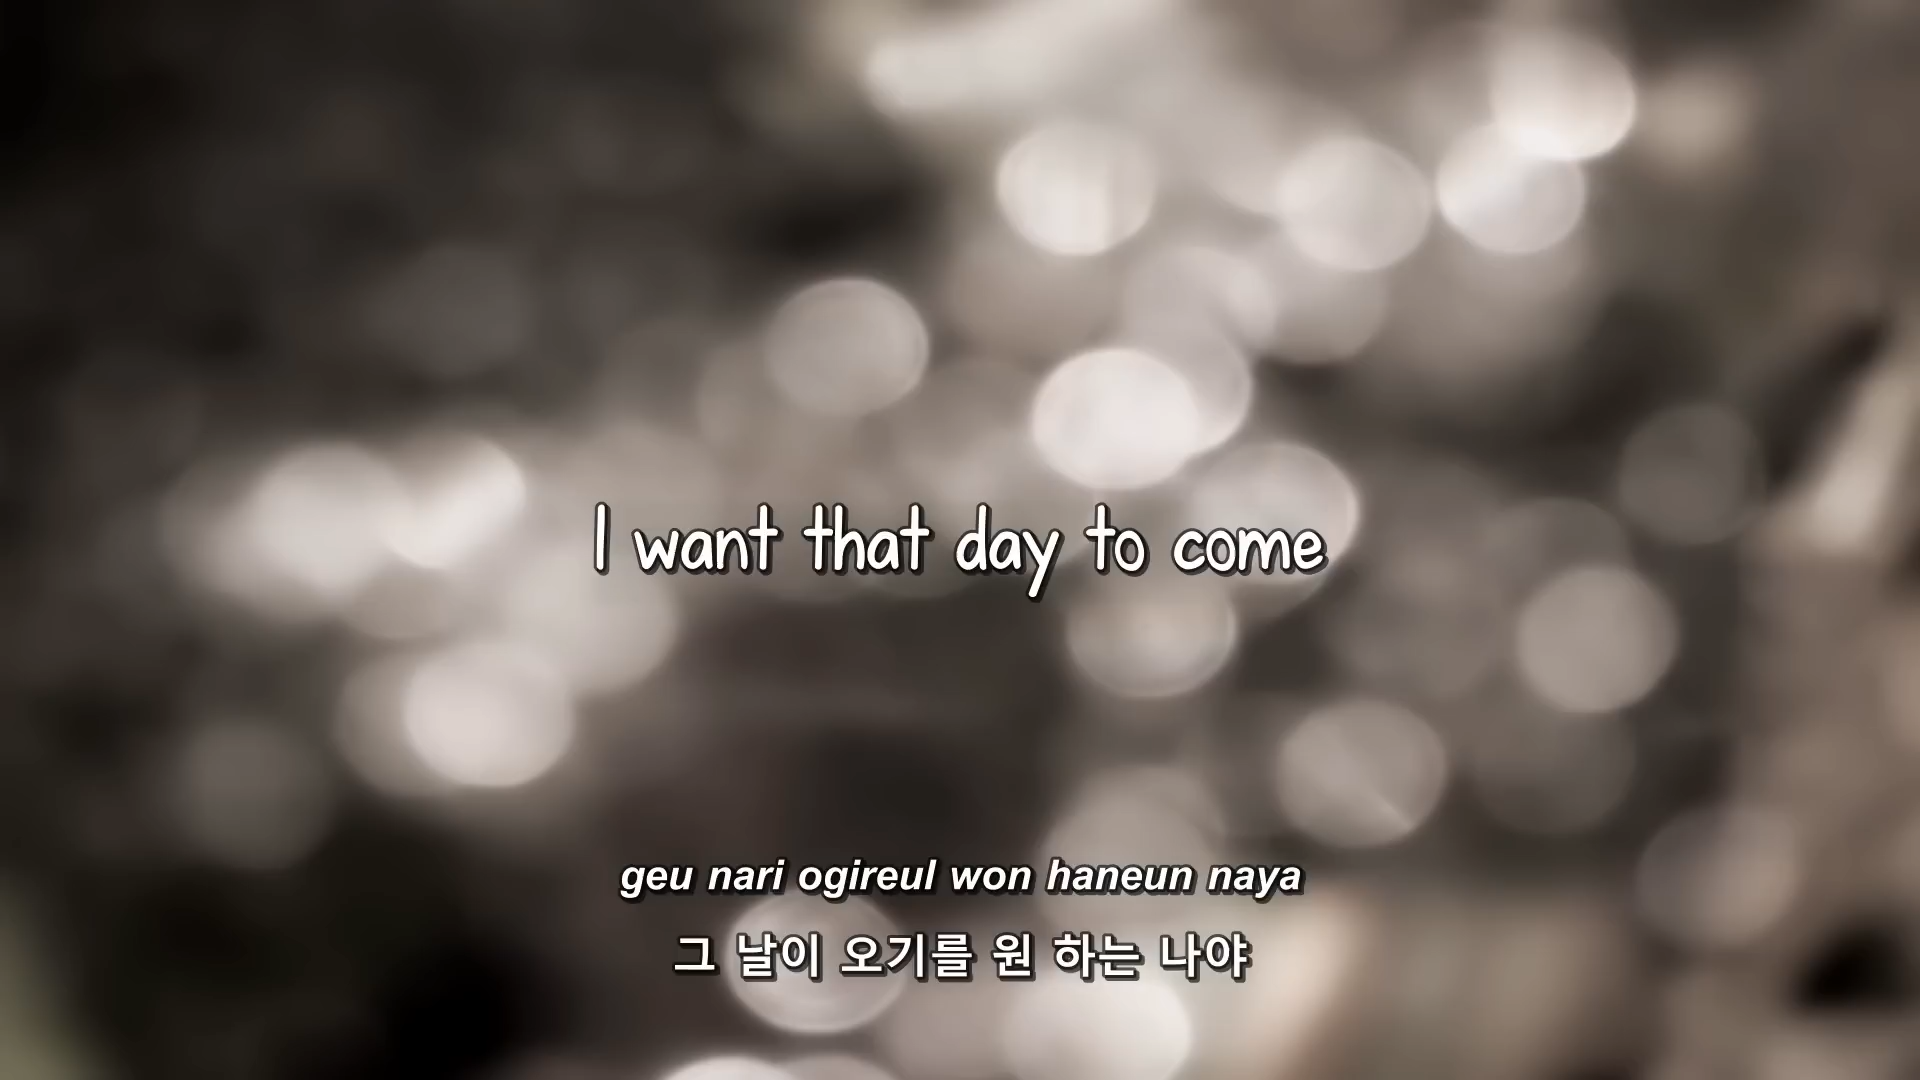 I want that day to come
geu nari ogireul won haneun naya
그 날이 오기를 원 하는 나야